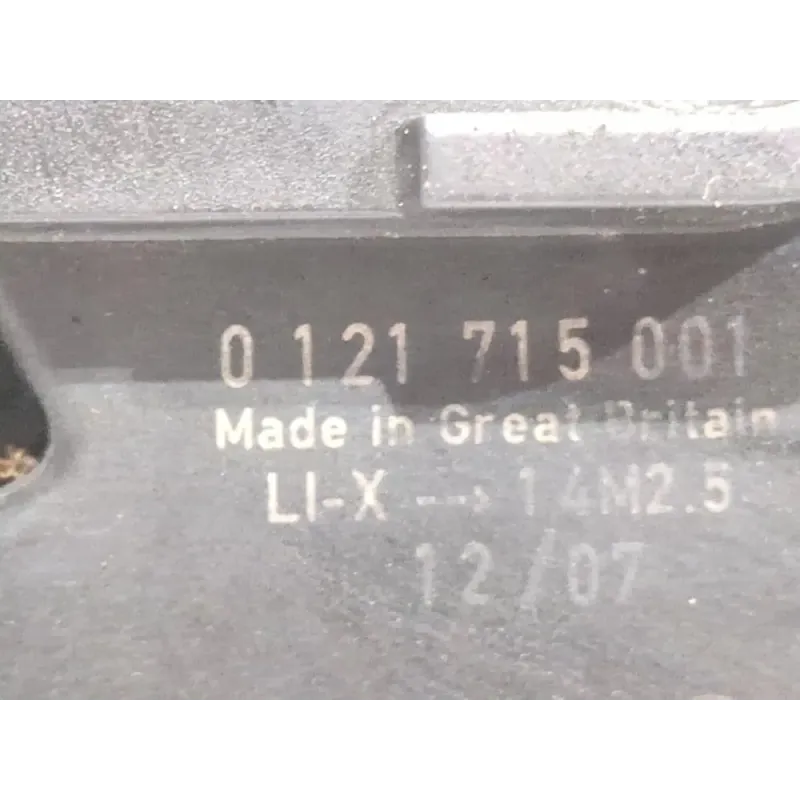 0 121 715 001
Made in Great Britain
LI-X --> 14M2.5
12/07